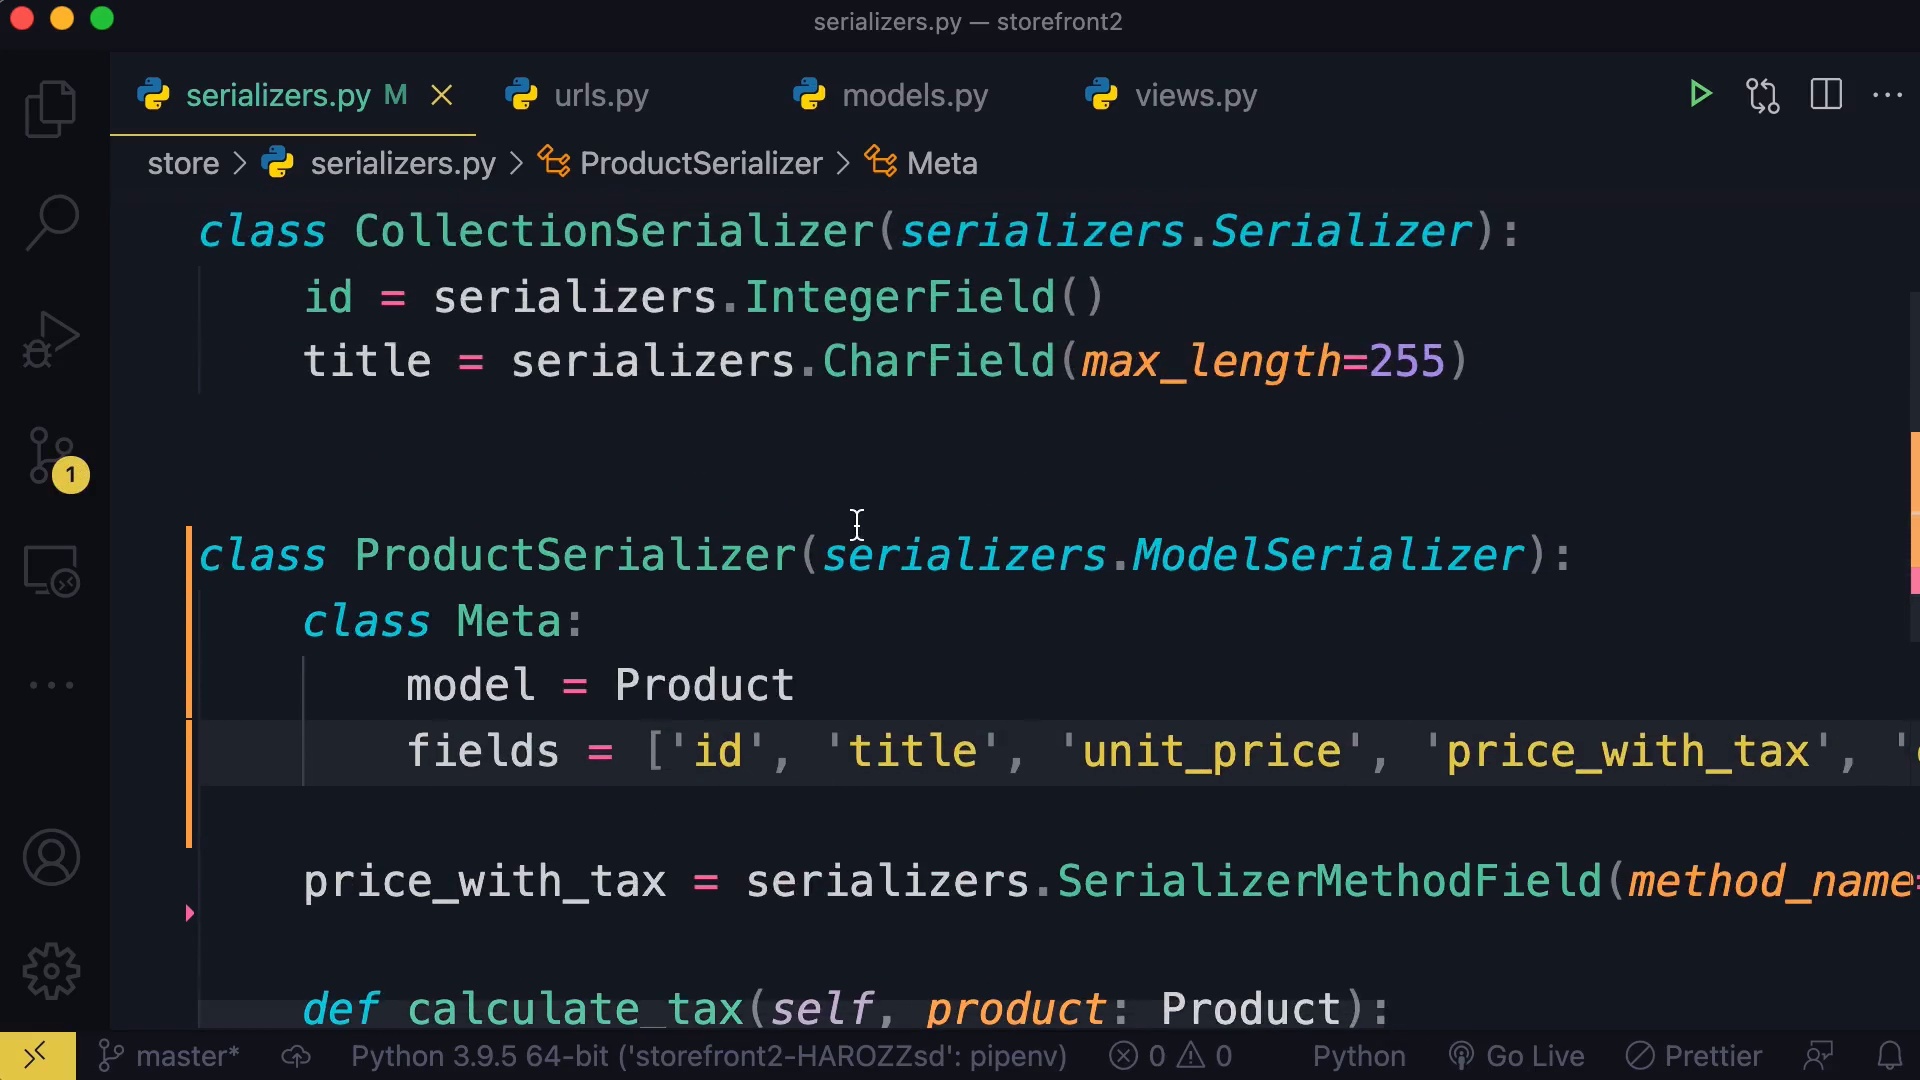 serializers.py — storefront2
serializers.py M urls.py models.py views.py
store > serializers.py > ProductSerializer > Meta
class CollectionSerializer(serializers.Serializer):
id = serializers.IntegerField()
title = serializers.CharField(max_length=255)
class ProductSerializer(serializers.ModelSerializer):
class Meta:
model = Product
fields = ['id', 'title', 'unit_price', 'price_with_tax', '
price_with_tax = serializers.SerializerMethodField(method_name=
def calculate_tax(self, product: Product):
1
master* Python 3.9.5 64-bit ('storefront2-HAROZZsd': pipenv) 0 0 Python Go Live Prettier